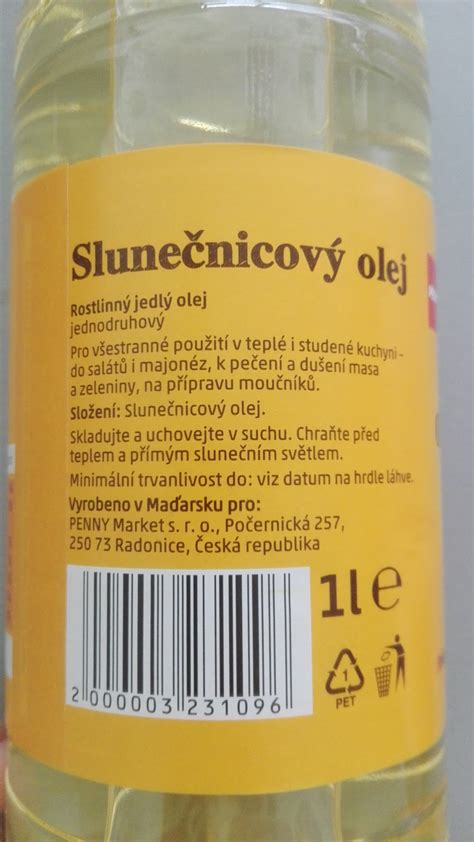 Slunečnicový olej
Rostlinný jedlý olej
jednodruhový
Pro všestranné použití v teplé i studené kuchyni -
do salátů i majonéz, k pečení a dušení masa
a zeleniny, na přípravu moučníků.
Složení: Slunečnicový olej.
Skladujte a uchovejte v suchu. Chraňte před
teplem a přímým slunečním světlem.
Minimální trvanlivost do: viz datum na hrdle láhve.
Vyrobeno v Maďarsku pro:
PENNY Market s. r. o., Počernická 257,
250 73 Radonice, Česká republika
1l e
1
PET
2 000003 231096